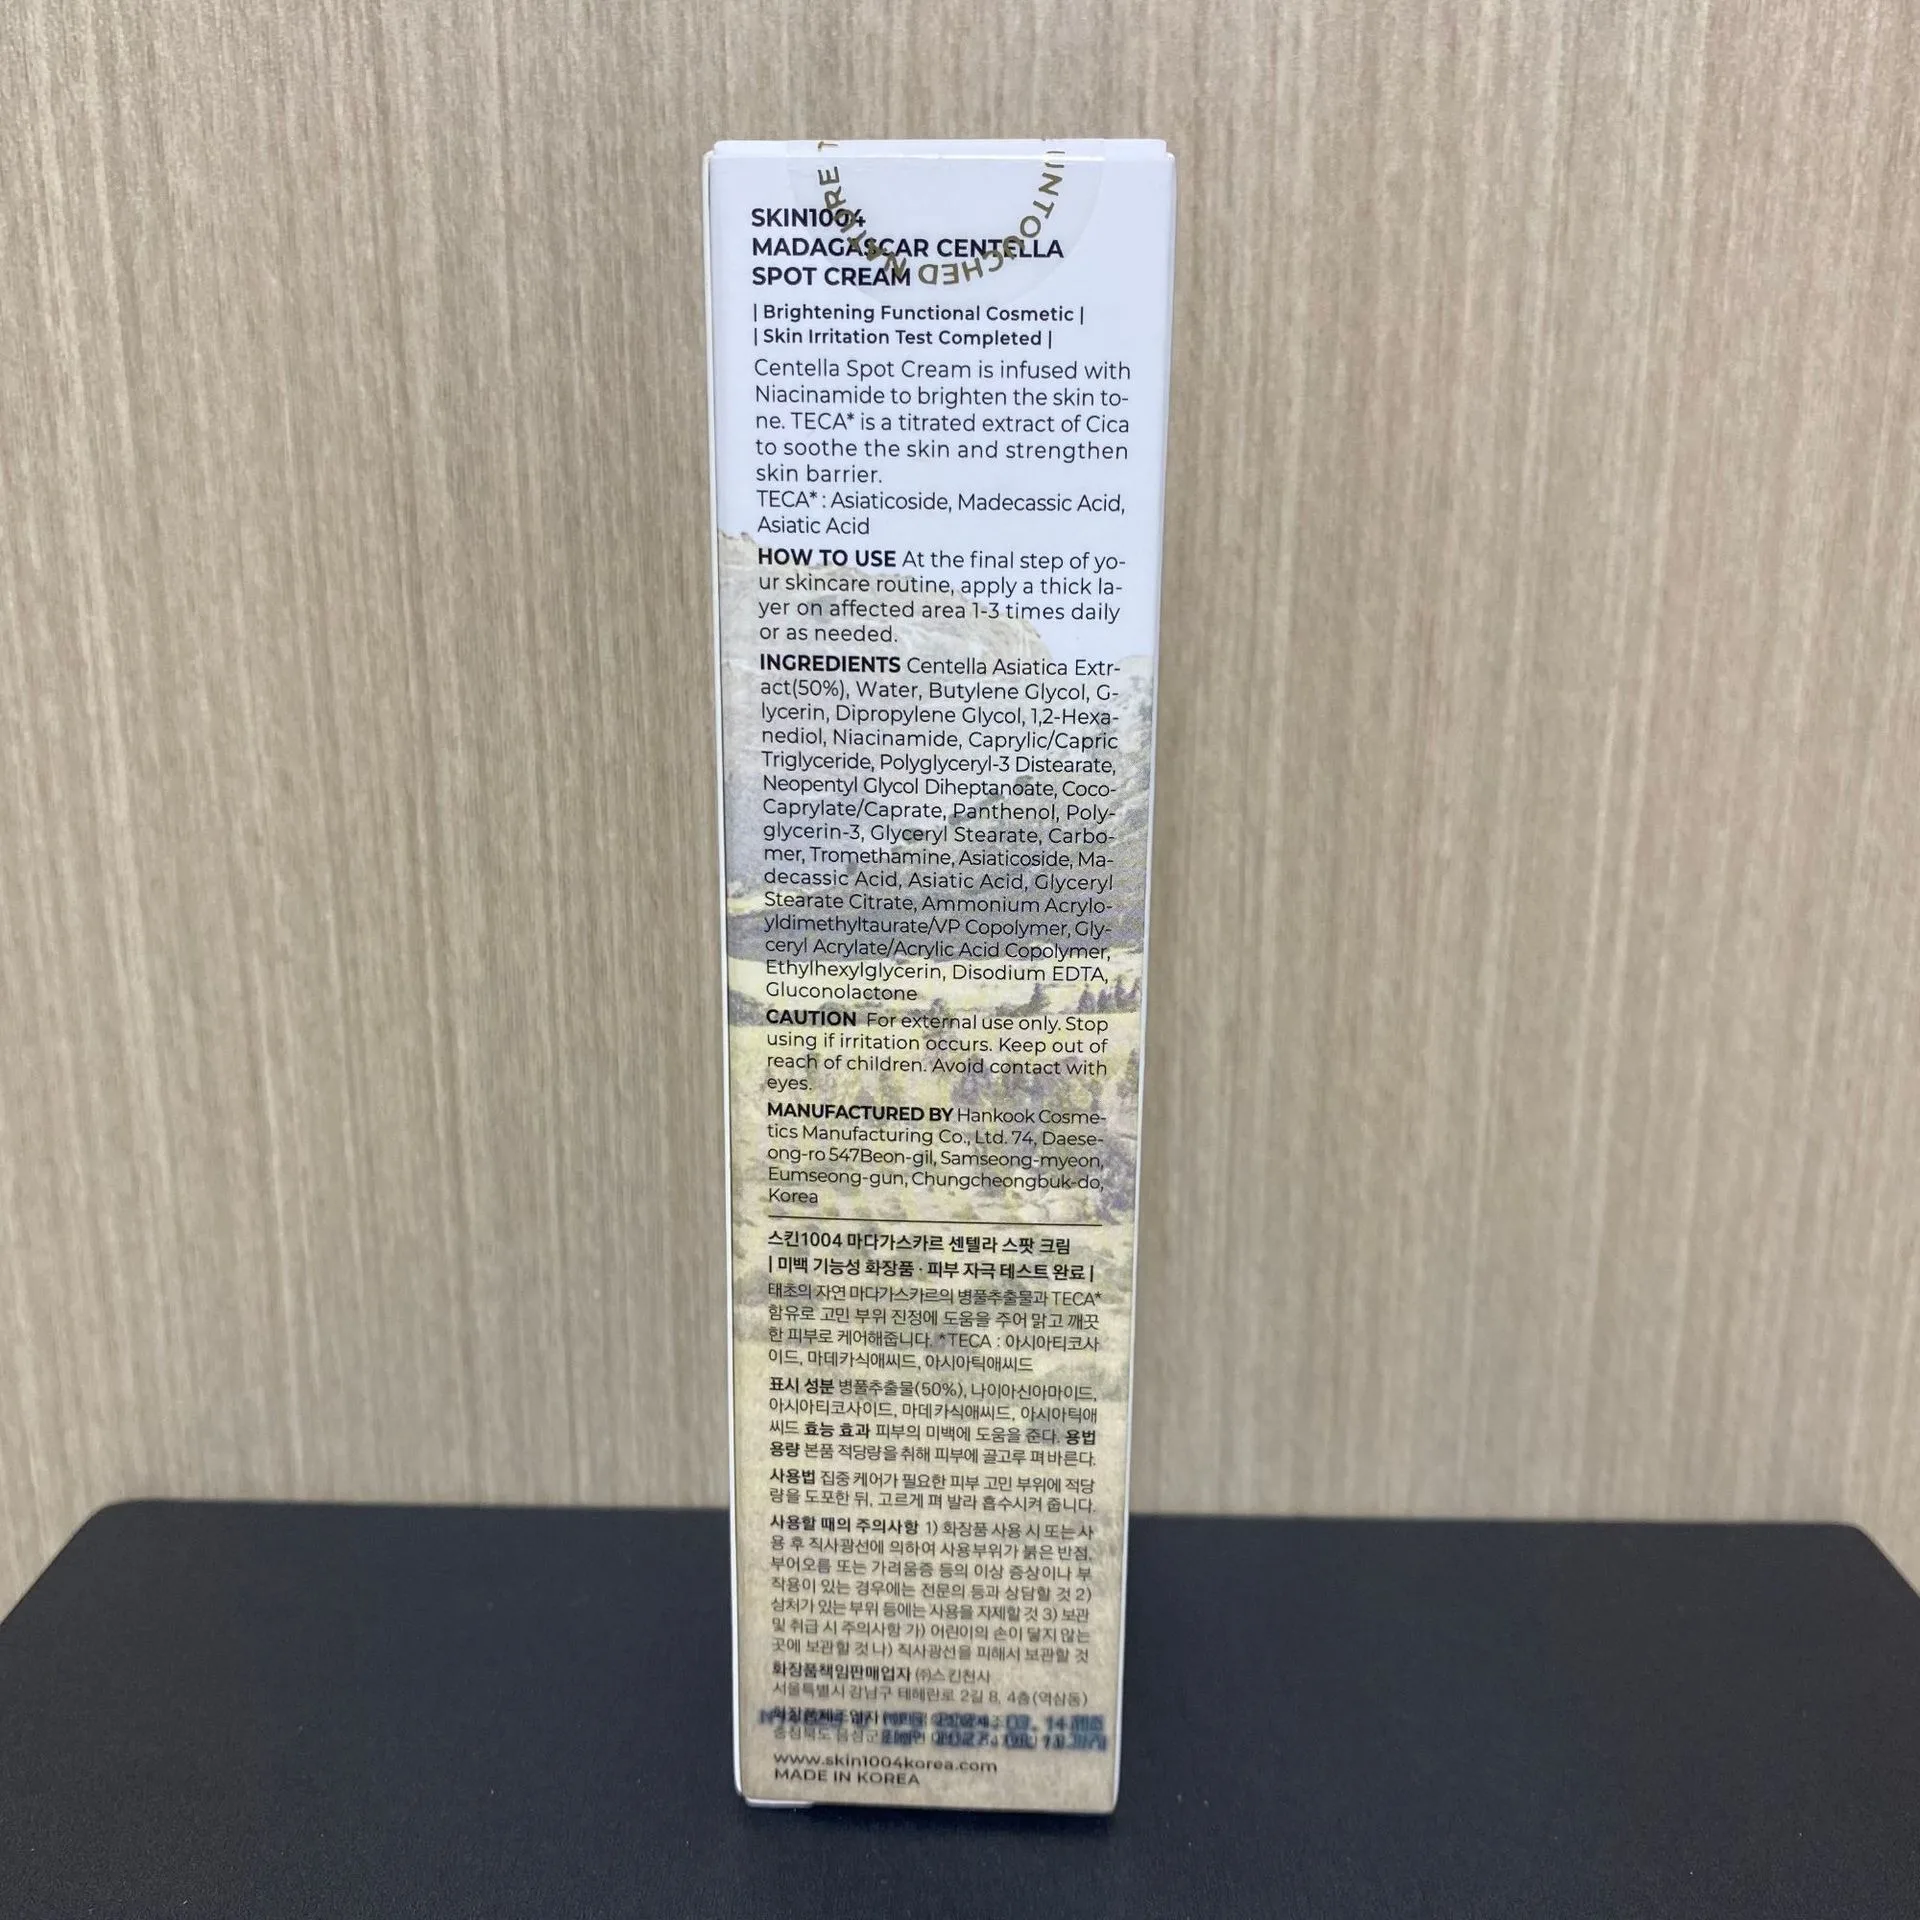 UNTOUCHED NATURE
SKIN1004
MADAGASCAR CENTELLA
SPOT CREAM
| Brightening Functional Cosmetic |
| Skin Irritation Test Completed |
Centella Spot Cream is infused with
Niacinamide to brighten the skin to-
ne. TECA* is a titrated extract of Cica
to soothe the skin and strengthen
skin barrier.
TECA* : Asiaticoside, Madecassic Acid,
Asiatic Acid
HOW TO USE At the final step of yo-
ur skincare routine, apply a thick la-
yer on affected area 1-3 times daily
or as needed.
INGREDIENTS Centella Asiatica Extr-
act(50%), Water, Butylene Glycol, G-
lycerin, Dipropylene Glycol, 1,2-Hexa-
nediol, Niacinamide, Caprylic/Capric
Triglyceride, Polyglyceryl-3 Distearate,
Neopentyl Glycol Diheptanoate, Coco-
Caprylate/Caprate, Panthenol, Poly-
glycerin-3, Glyceryl Stearate, Carbo-
mer, Tromethamine, Asiaticoside, Ma-
decassic Acid, Asiatic Acid, Glyceryl
Stearate Citrate, Ammonium Acrylo-
yldimethyltaurate/VP Copolymer, Gly-
ceryl Acrylate/Acrylic Acid Copolymer,
Ethylhexylglycerin, Disodium EDTA,
Gluconolactone
CAUTION For external use only. Stop
using if irritation occurs. Keep out of
reach of children. Avoid contact with
eyes.
MANUFACTURED BY Hankook Cosme-
tics Manufacturing Co., Ltd. 74, Daese-
ong-ro 547Beon-gil, Samseong-myeon,
Eumseong-gun, Chungcheongbuk-do,
Korea
스킨1004 마다가스카르 센텔라 스팟 크림
| 미백 기능성 화장품 · 피부 자극 테스트 완료 |
태초의 자연 마다가스카르의 병풀추출물과 TECA*
함유로 고민 부위 진정에 도움을 주어 맑고 깨끗
한 피부로 케어해줍니다. *TECA : 아시아티코사
이드, 마데카식애씨드, 아시아틱애씨드
표시 성분 병풀추출물(50%), 나이아신아마이드,
아시아티코사이드, 마데카식애씨드, 아시아틱애
씨드 효능 효과 피부의 미백에 도움을 준다. 용법
용량 본품 적당량을 취해 피부에 골고루 펴 바른다.
사용법 집중 케어가 필요한 피부 고민 부위에 적당
량을 도포한 뒤, 고르게 펴 발라 흡수시켜 줍니다.
사용할 때의 주의사항 1) 화장품 사용 시 또는 사
용 후 직사광선에 의하여 사용부위가 붉은 반점,
부어오름 또는 가려움증 등의 이상 증상이나 부
작용이 있는 경우에는 전문의 등과 상담할 것 2)
상처가 있는 부위 등에는 사용을 자제할 것 3) 보관
및 취급 시 주의사항 가) 어린이의 손이 닿지 않는
곳에 보관할 것 나) 직사광선을 피해서 보관할 것
화장품책임판매업자 ㈜스킨천사
서울특별시 강남구 테헤란로 2길 8, 4층(역삼동)
화장품제조업자
충청북도 음성군
www.skin1004korea.com
MADE IN KOREA